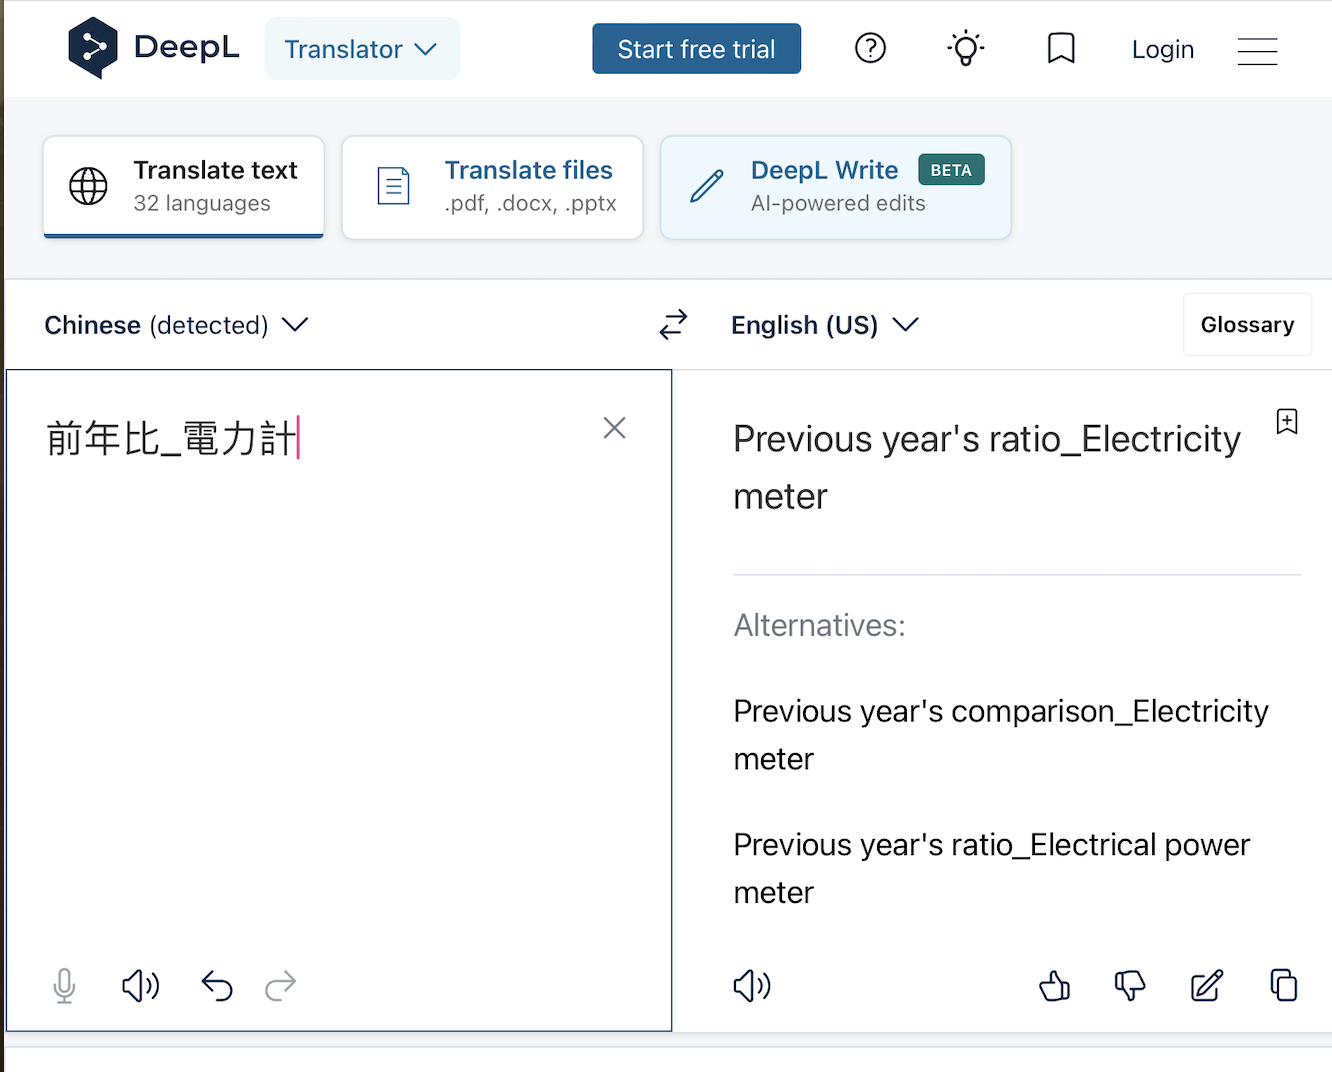 DeepL
Translator
Start free trial
Login
Translate text
32 languages
Translate files
.pdf, .docx, .pptx
DeepL Write BETA
AI-powered edits
Chinese (detected)
English (US)
Glossary
前年比_電力計
Previous year's ratio_Electricity
meter
Alternatives:
Previous year's comparison_Electricity
meter
Previous year's ratio_Electrical power
meter